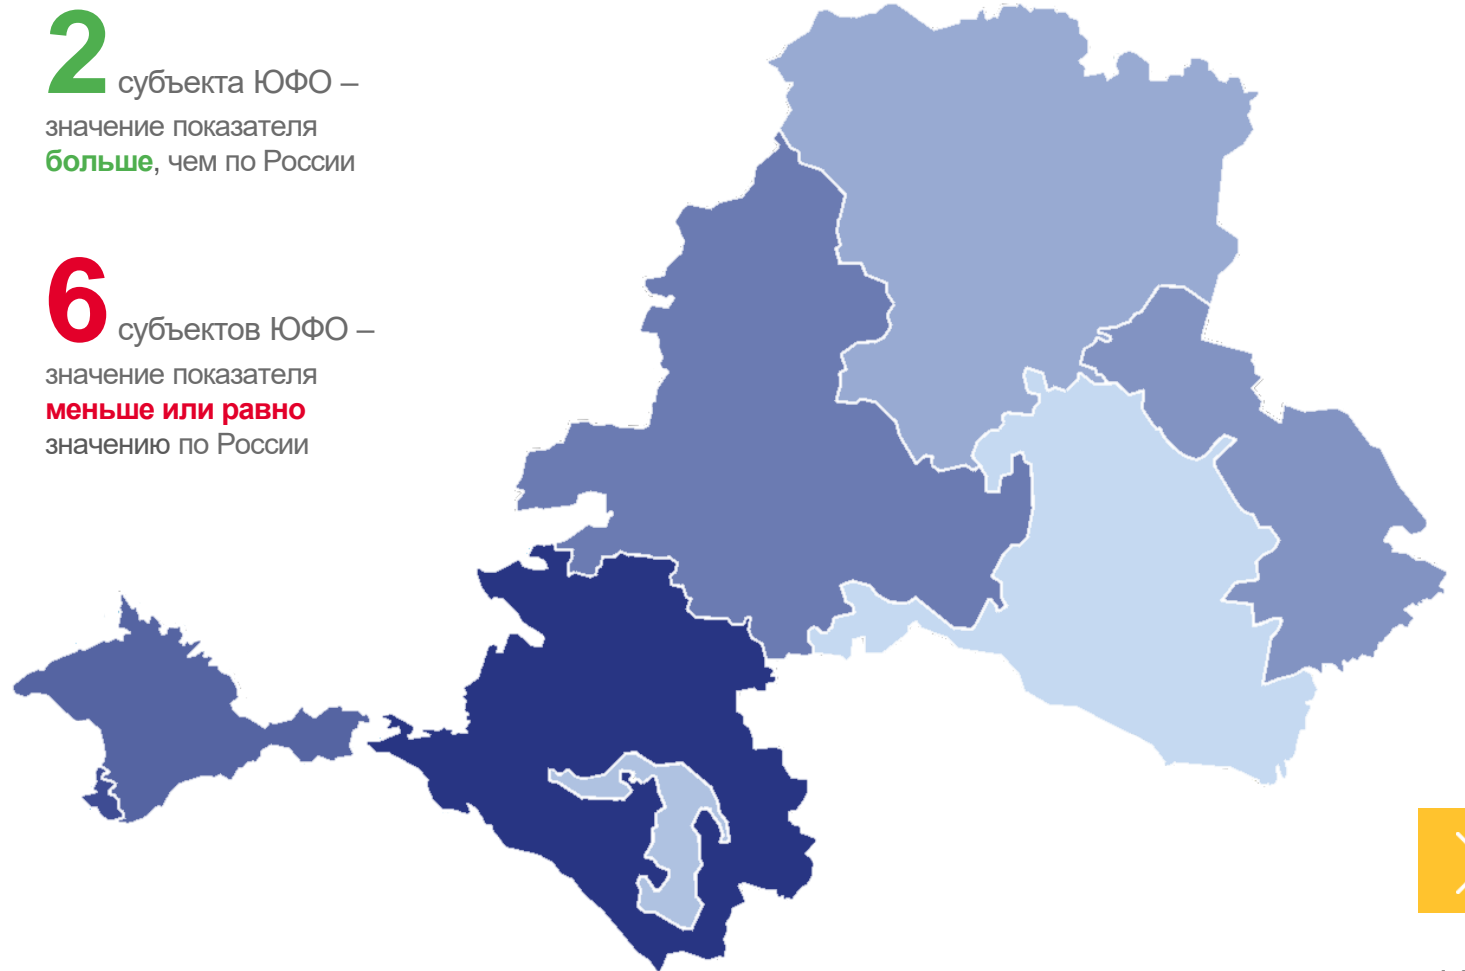 2 субъекта ЮФО –
значение показателя
больше, чем по России
6 субъектов ЮФО –
значение показателя
меньше или равно
значению по России